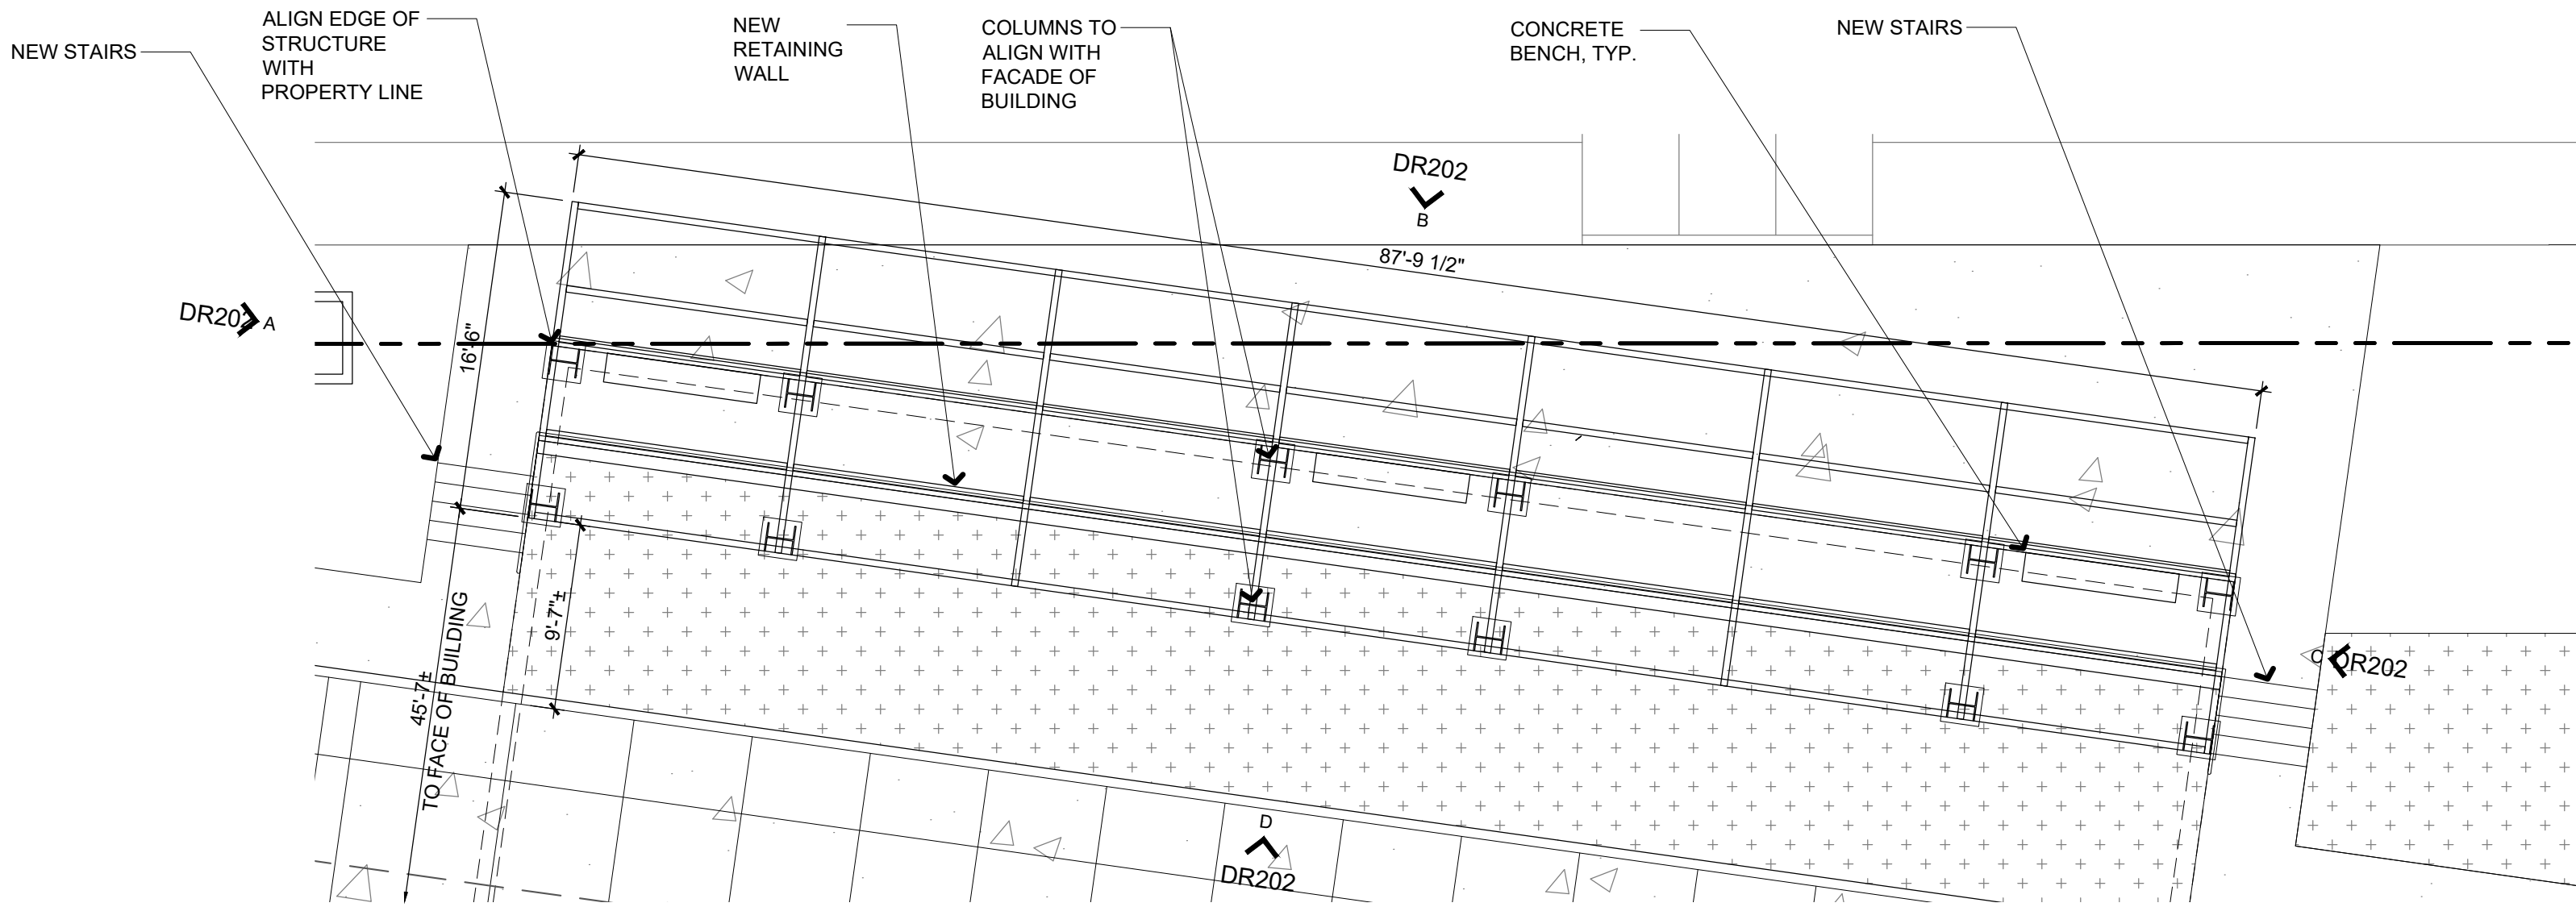 NEW STAIRS
ALIGN EDGE OF
STRUCTURE
WITH
PROPERTY LINE
NEW
RETAINING
WALL
COLUMNS TO
ALIGN WITH
FACADE OF
BUILDING
CONCRETE
BENCH, TYP.
NEW STAIRS
DR202
B
87'-9 1/2"
DR202
A
16'-6"
9'-7"±
45'-7±
TO FACE OF BUILDING
C
DR202
D
DR202